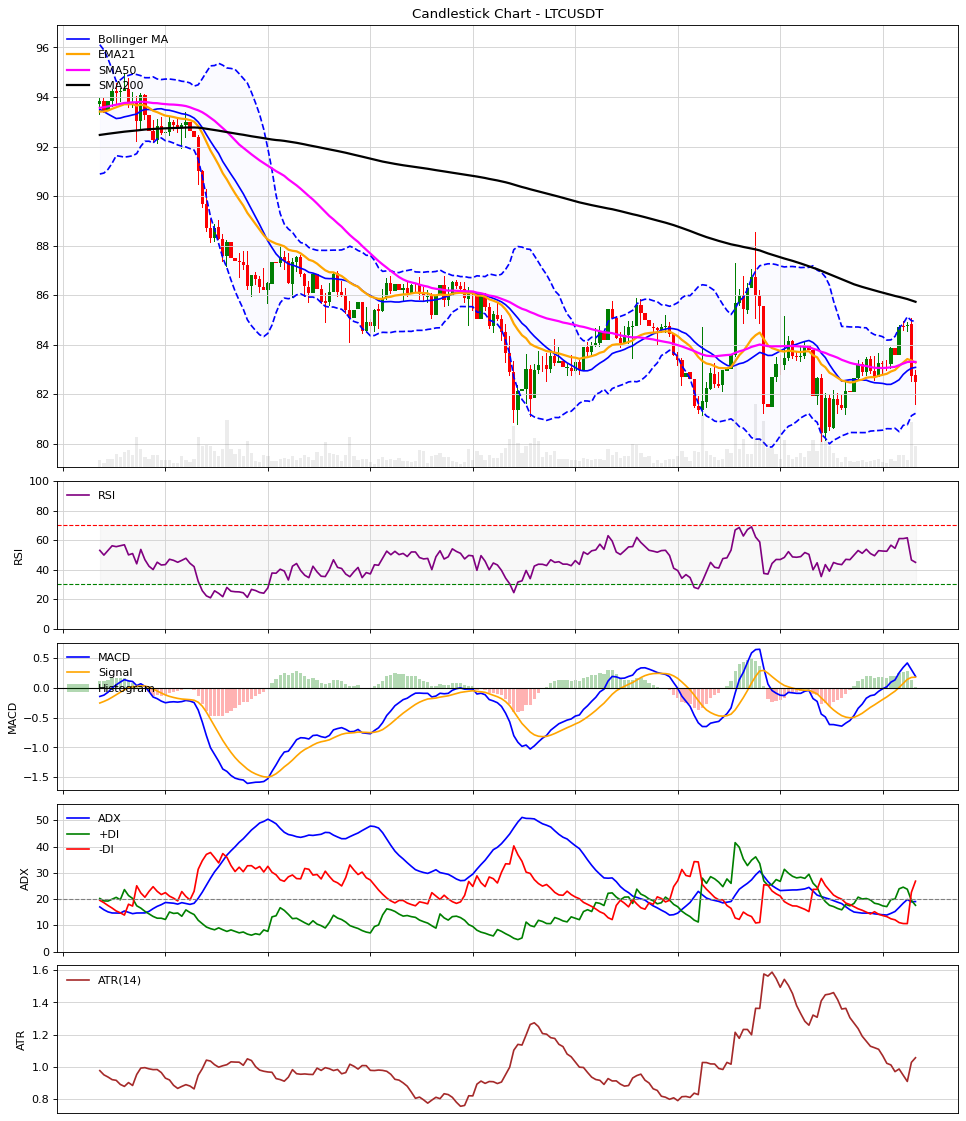 Candlestick Chart - LTCUSDT
Bollinger MA
EMA21
SMA50
SMA200
96
94
92
90
88
86
84
82
80
RSI
RSI
100
80
60
40
20
0
MACD
MACD
Signal
Histogram
0.5
0.0
−0.5
−1.0
−1.5
ADX
ADX
+DI
-DI
50
40
30
20
10
0
ATR
ATR(14)
1.6
1.4
1.2
1.0
0.8